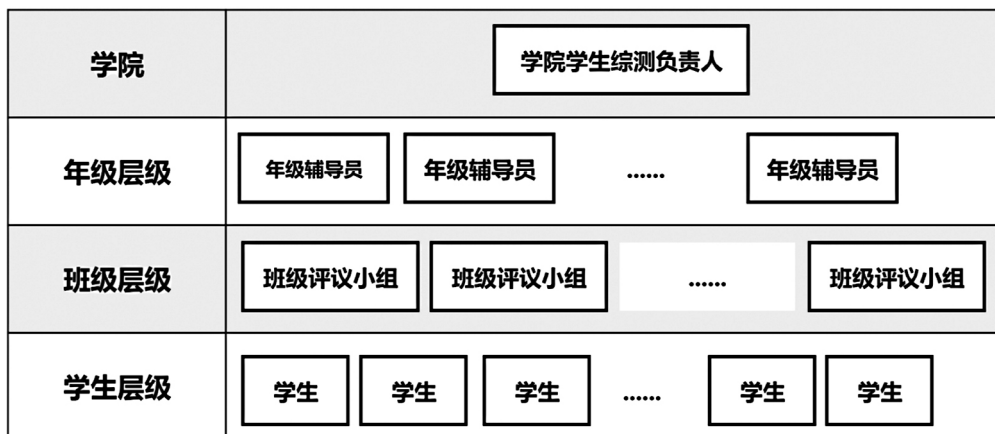 学院
学院学生综测负责人
年级层级
年级辅导员 年级辅导员 ...... 年级辅导员
班级层级
班级评议小组 班级评议小组 ...... 班级评议小组
学生层级
学生 学生 学生 ...... 学生 学生